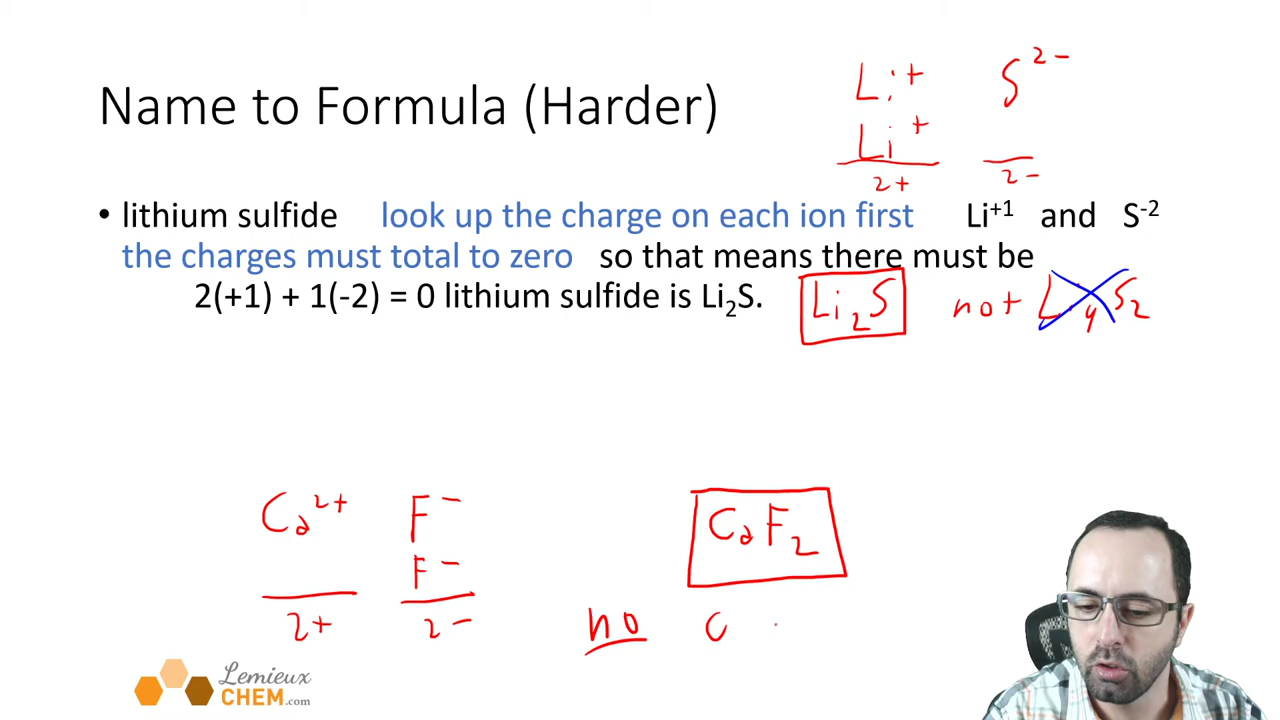 Li⁺ S²⁻
Name to Formula (Harder)
Li⁺
2+ 2-
• lithium sulfide look up the charge on each ion first Li⁺¹ and S⁻²
the charges must total to zero so that means there must be
2(+1) + 1(-2) = 0 lithium sulfide is Li₂S. Li₂S not L ₄S₂
Ca²⁺ F⁻ CaF₂
F⁻
2+ 2- no C
Lemieux
CHEM.com